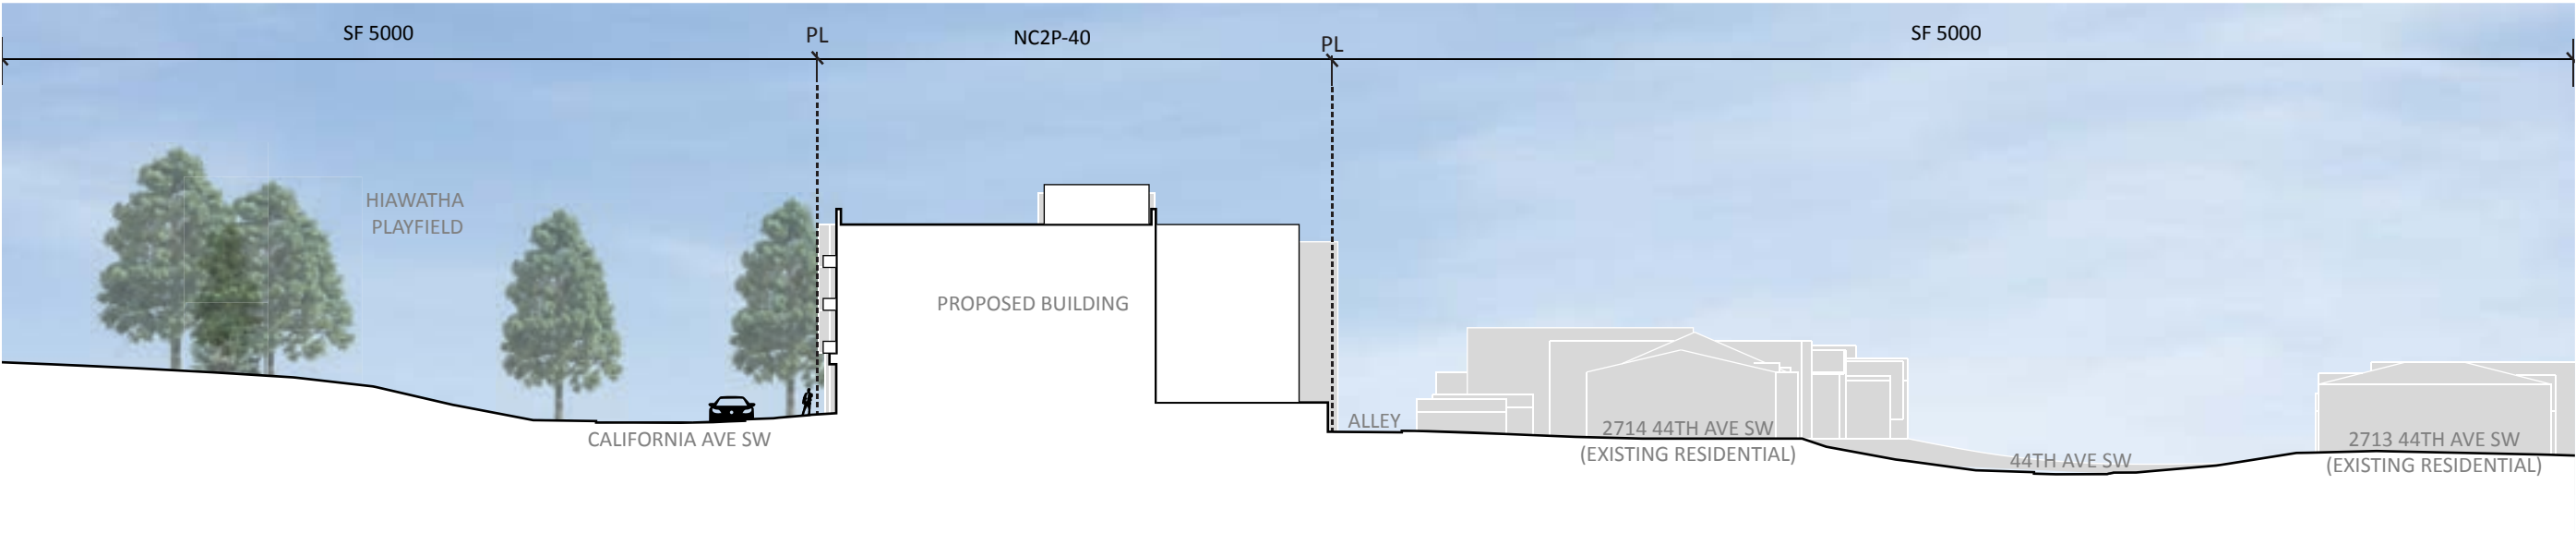 SF 5000
PL
NC2P-40
PL
SF 5000
HIAWATHA
PLAYFIELD
PROPOSED BUILDING
CALIFORNIA AVE SW
ALLEY
2714 44TH AVE SW
(EXISTING RESIDENTIAL)
44TH AVE SW
2713 44TH AVE SW
(EXISTING RESIDENTIAL)